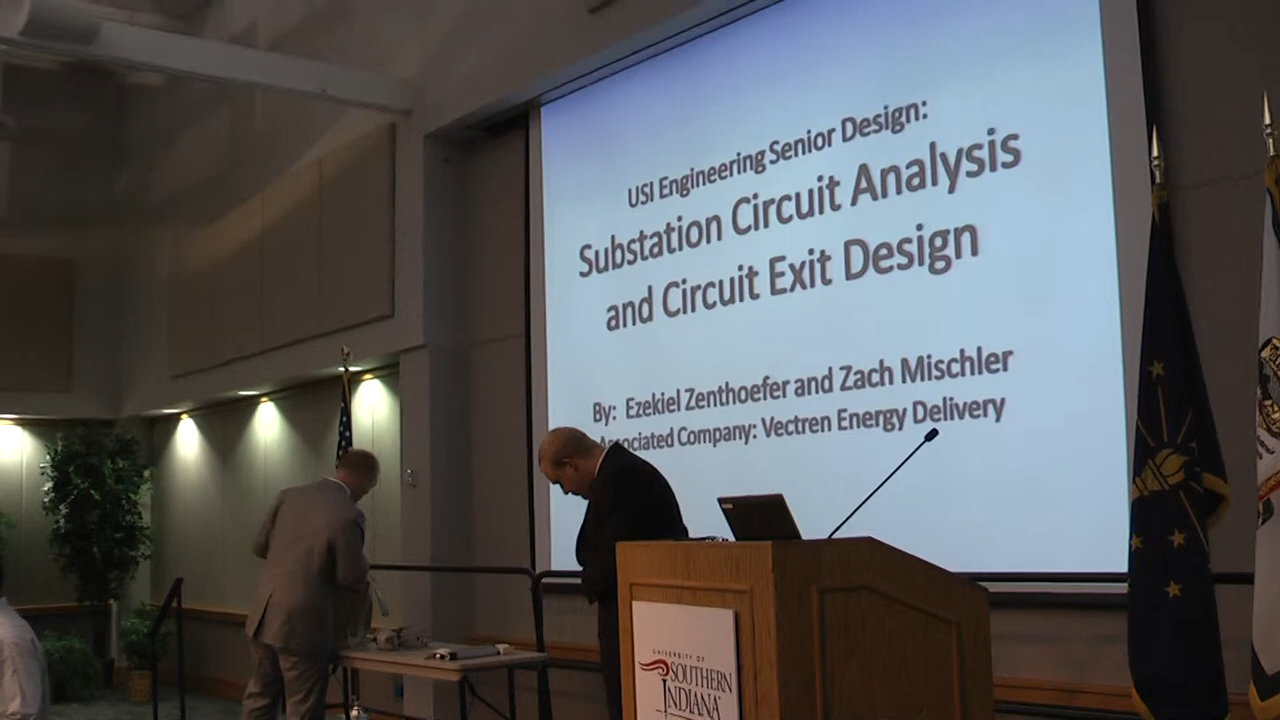 USI Engineering Senior Design:
Substation Circuit Analysis
and Circuit Exit Design
By: Ezekiel Zenthoefer and Zach Mischler
Associated Company: Vectren Energy Delivery
UNIVERSITY OF
SOUTHERN
INDIANA